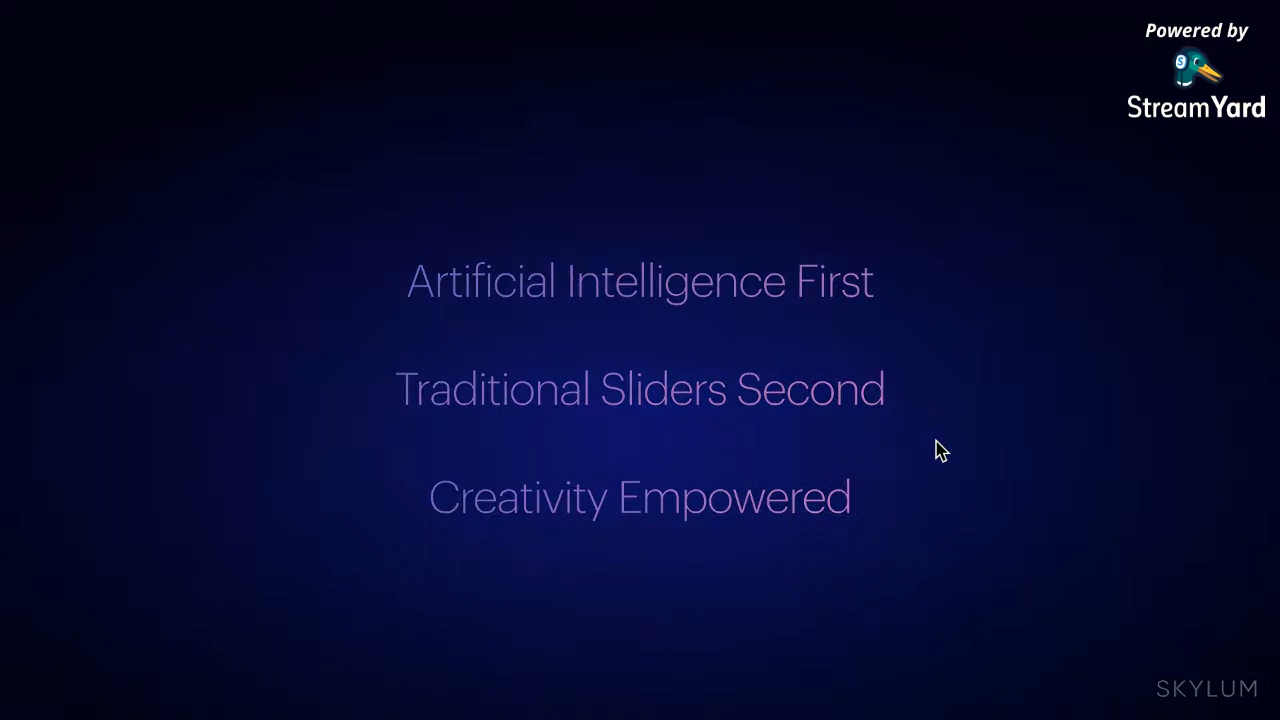 Powered by
StreamYard
Artificial Intelligence First
Traditional Sliders Second
Creativity Empowered
SKYLUM